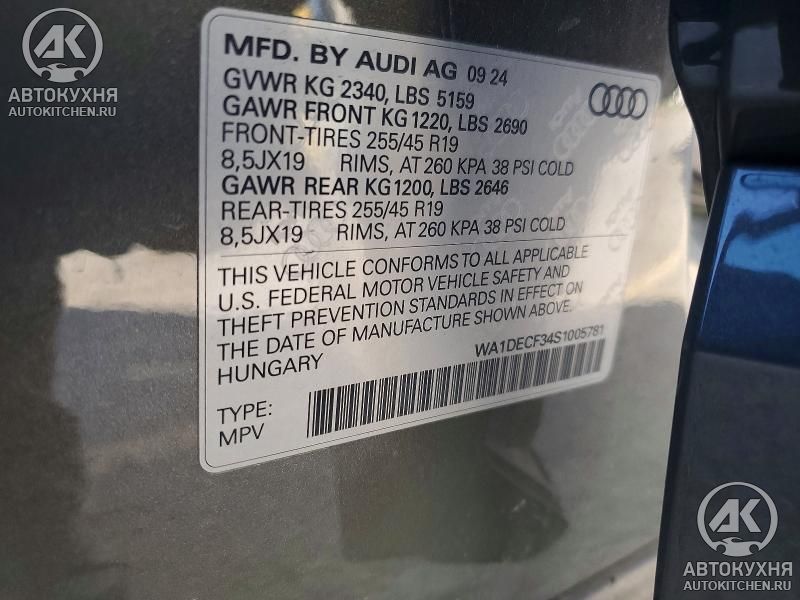 AK
АВТОКУХНЯ
AUTOKITCHEN.RU
MFD. BY AUDI AG 09 24
GVWR KG 2340, LBS 5159
GAWR FRONT KG1220, LBS 2690
FRONT-TIRES 255/45 R19
8,5JX19 RIMS, AT 260 KPA 38 PSI COLD
GAWR REAR KG1200, LBS 2646
REAR-TIRES 255/45 R19
8,5JX19 RIMS, AT 260 KPA 38 PSI COLD
THIS VEHICLE CONFORMS TO ALL APPLICABLE
U.S. FEDERAL MOTOR VEHICLE SAFETY AND
THEFT PREVENTION STANDARDS IN EFFECT ON
THE DATE OF MANUFACTURE SHOWN ABOVE.
HUNGARY
WA1DECF34S1005781
TYPE:
MPV
AK
АВТОКУХНЯ
AUTOKITCHEN.RU